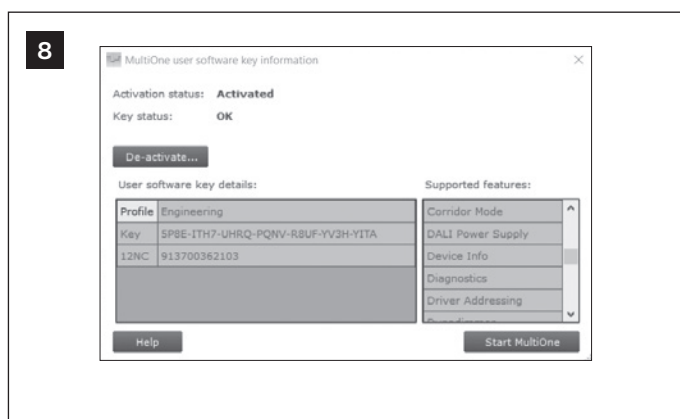 8
MultiOne user software key information
Activation status: Activated
Key status: OK
De-activate...
User software key details: Supported features:
Profile Engineering
Key 5P8E-ITH7-UHRQ-PQNV-R8UF-YV3H-YITA
12NC 913700362103
Corridor Mode
DALI Power Supply
Device Info
Diagnostics
Driver Addressing
Help Start MultiOne